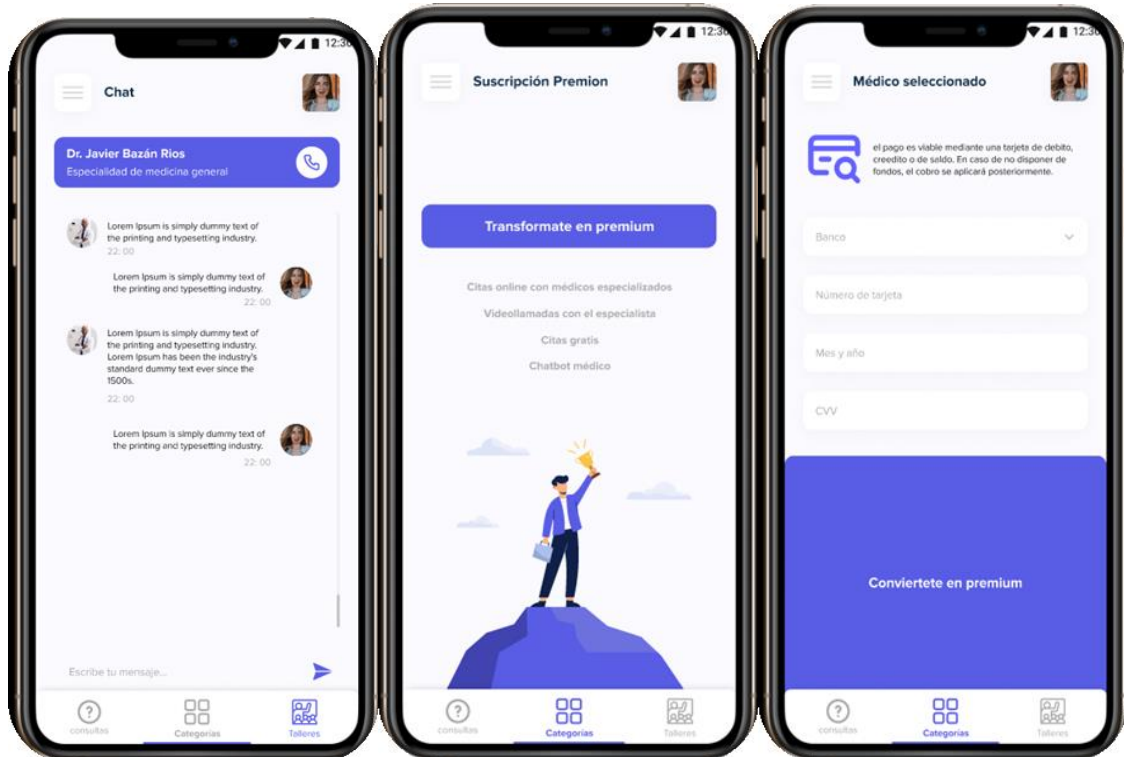 12:30
Chat
Dr. Javier Bazán Rios
Especialidad de medicina general
Lorem Ipsum is simply dummy text of
the printing and typesetting industry.
22: 00
Lorem Ipsum is simply dummy text of
the printing and typesetting industry.
22: 00
Lorem Ipsum is simply dummy text of
the printing and typesetting industry.
Lorem Ipsum has been the industry's
standard dummy text ever since the
1500s.
22: 00
Lorem Ipsum is simply dummy text of
the printing and typesetting industry.
22: 00
Escribe tu mensaje...
consultas
Categorías
Talleres
12:30
Suscripción Premion
Transformate en premium
Citas online con médicos especializados
Videollamadas con el especialista
Citas gratis
Chatbot médico
consultas
Categorías
Talleres
12:30
Médico seleccionado
el pago es viable mediante una tarjeta de debito,
creedito o de saldo. En caso de no disponer de
fondos, el cobro se aplicará posteriormente.
Banco
Número de tarjeta
Mes y año
CVV
Conviertete en premium
consultas
Categorías
Talleres